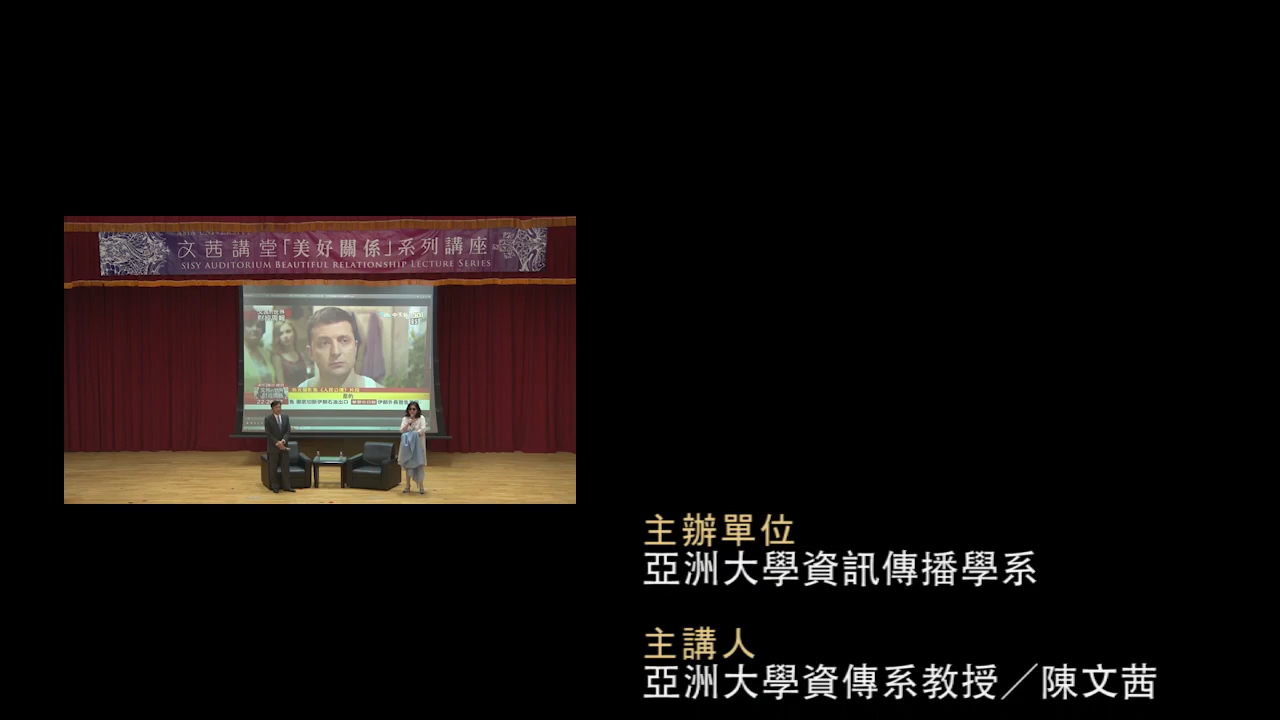 文茜講堂「美好關係」系列講座
SISY AUDITORIUM BEAUTIFUL RELATIONSHIP LECTURE SERIES
主辦單位
亞洲大學資訊傳播學系
主講人
亞洲大學資傳系教授／陳文茜